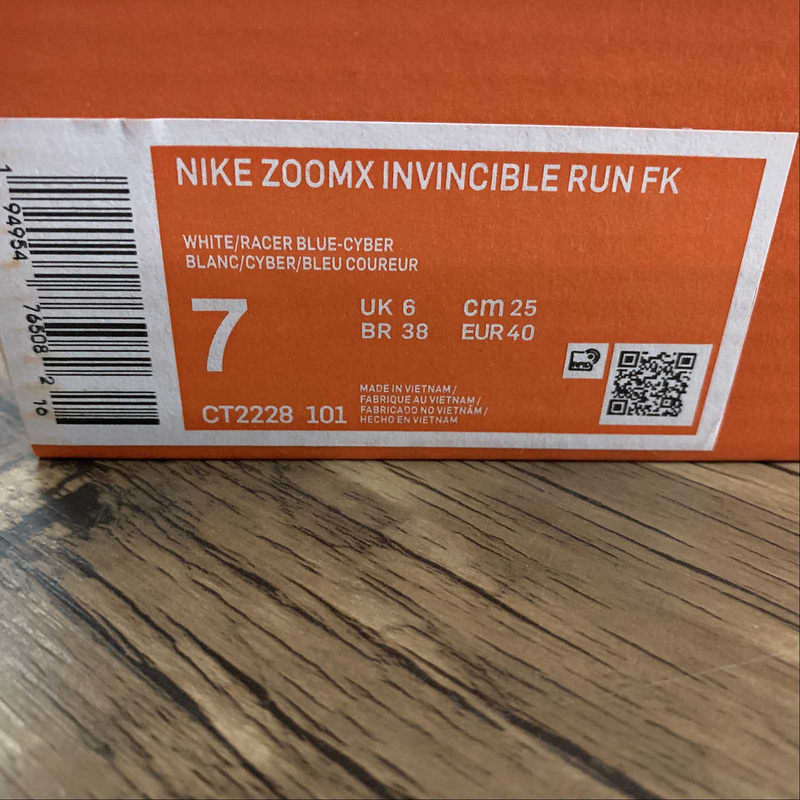 NIKE ZOOMX INVINCIBLE RUN FK
WHITE/RACER BLUE-CYBER
BLANC/CYBER/BLEU COUREUR
7
UK 6 cm 25
BR 38 EUR 40
MADE IN VIETNAM /
FABRIQUE AU VIETNAM /
FABRICADO NO VIETNÃM /
HECHO EN VIETNAM
CT2228 101
RFID
1 94954 76508 2 10